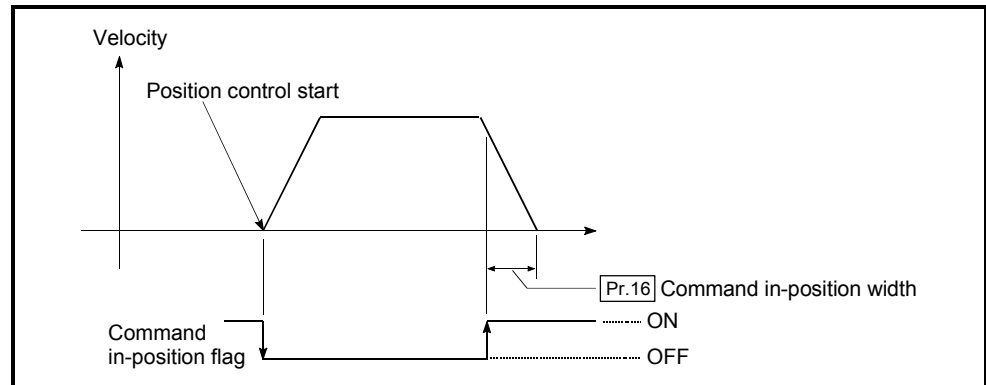 Velocity
Position control start
Pr.16 Command in-position width
ON
Command
in-position flag
OFF